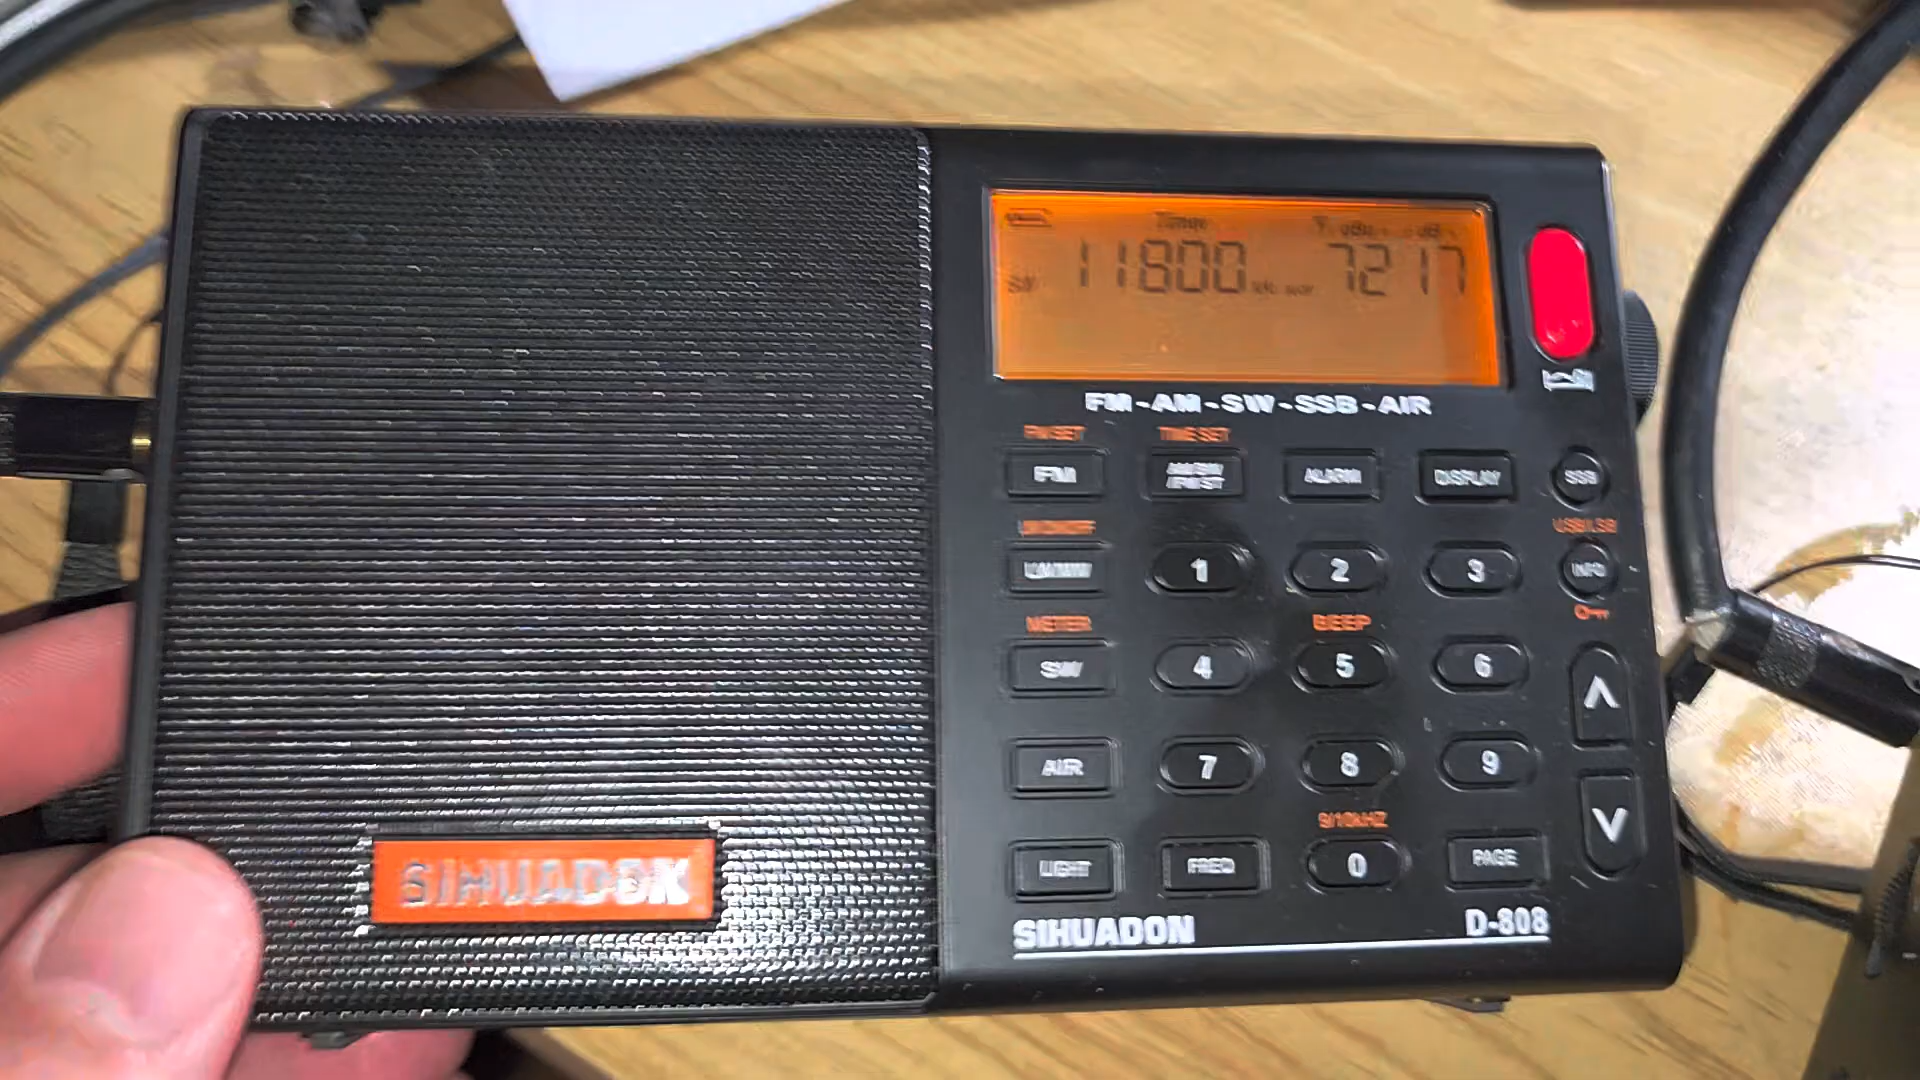 Timer
SW 11800 7217
FM-AM-SW-SSB-AIR
TIME SET
FM ALARM DISPLAY SSB
USB/LSB
1 2 3 INFO
METER BEEP
SW 4 5 6
AIR 7 8 9
9/10kHZ
LIGHT FREQ 0 PAGE
SIHUADON
SIHUADON D-808